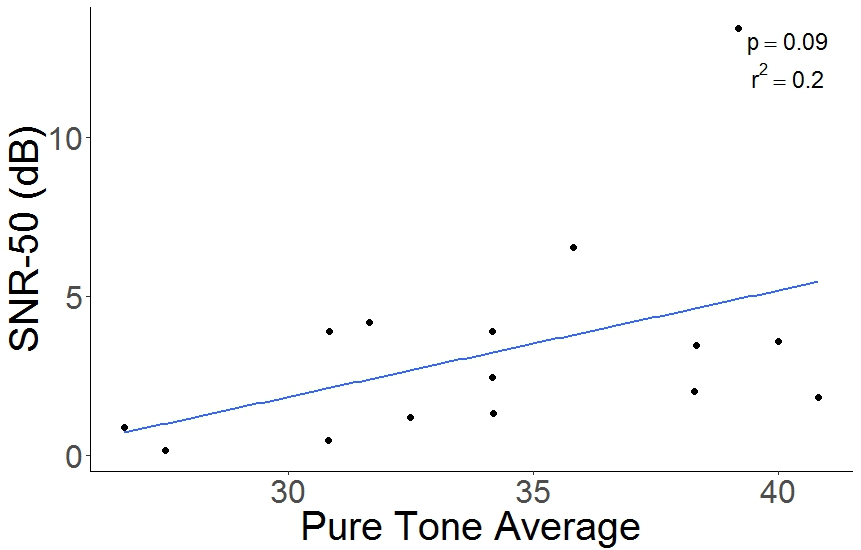 p = 0.09
r² = 0.2
10
5
0
SNR-50 (dB)
30 35 40
Pure Tone Average